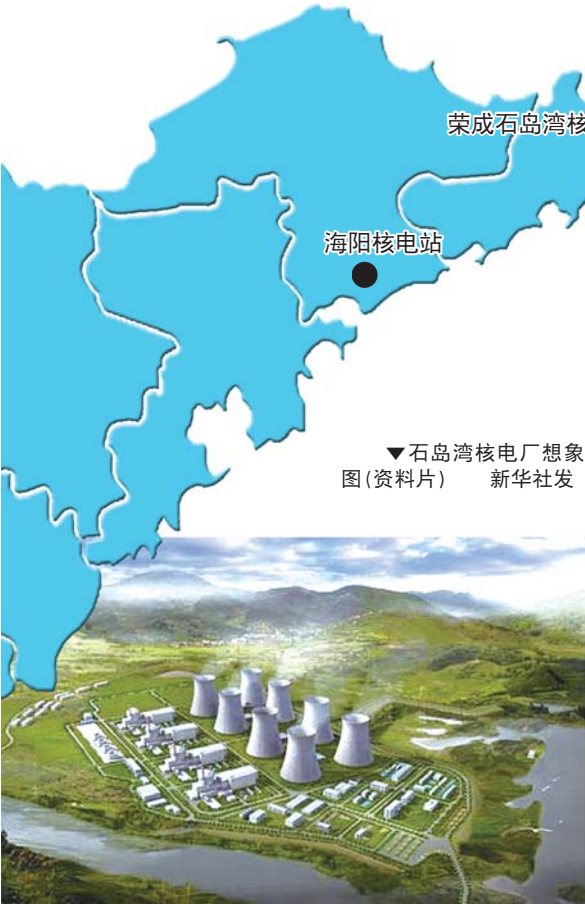 荣成石岛湾核
海阳核电站
▼石岛湾核电厂想象
图(资料片) 新华社发